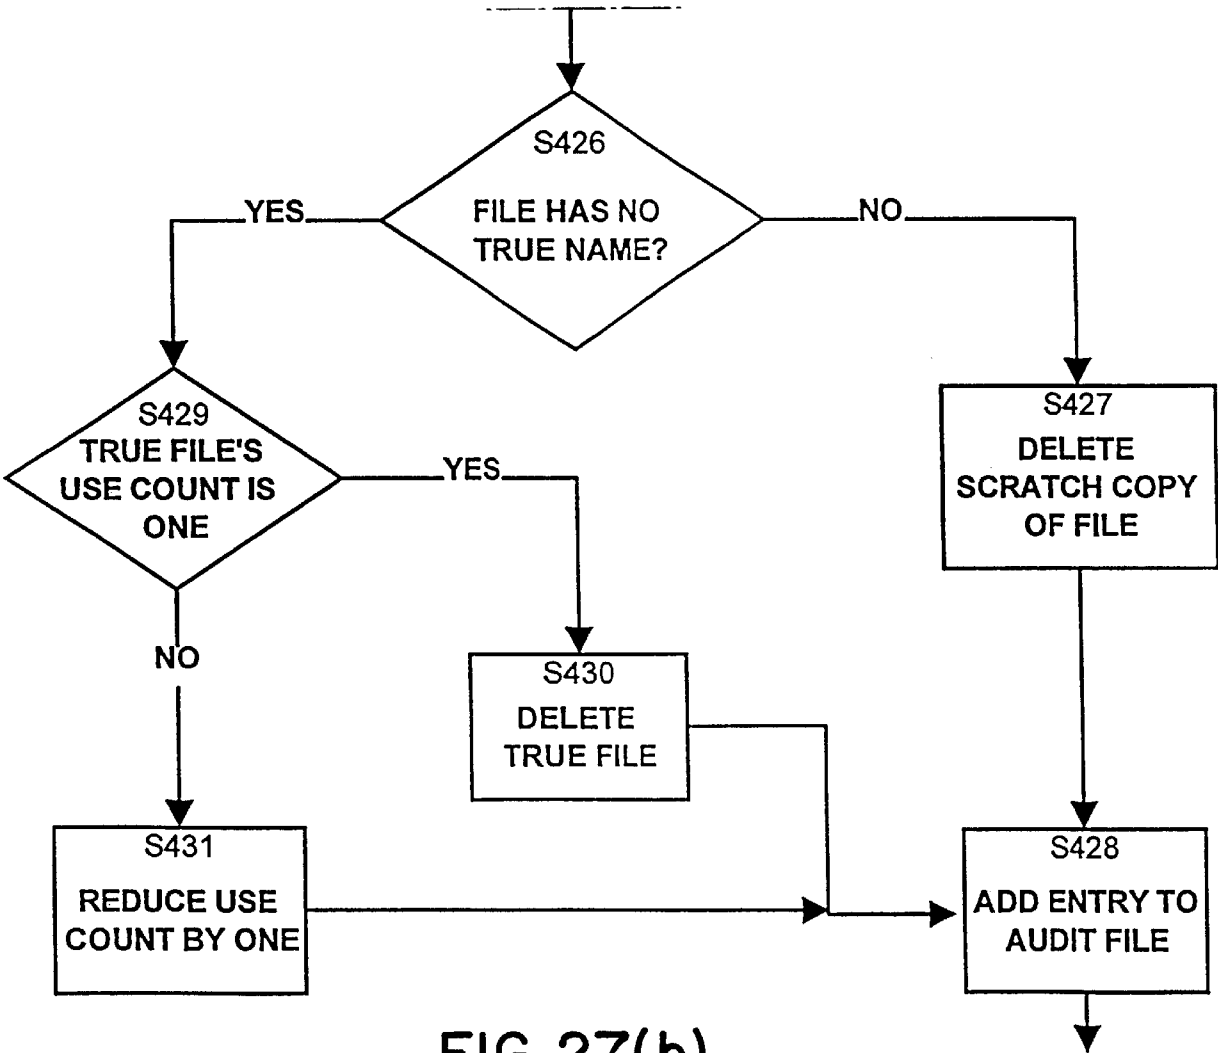 S426
FILE HAS NO
TRUE NAME?
YES
NO
S429
TRUE FILE'S
USE COUNT IS
ONE
YES
S427
DELETE
SCRATCH COPY
OF FILE
NO
S430
DELETE
TRUE FILE
S431
REDUCE USE
COUNT BY ONE
S428
ADD ENTRY TO
AUDIT FILE
FIG. 27(b)